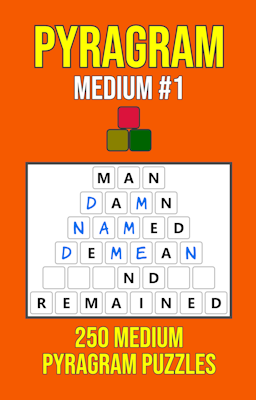 PYRAGRAM
MEDIUM #1
MAN
DAMN
NAMED
DEMEAN
ND
REMAINED
250 MEDIUM
PYRAGRAM PUZZLES